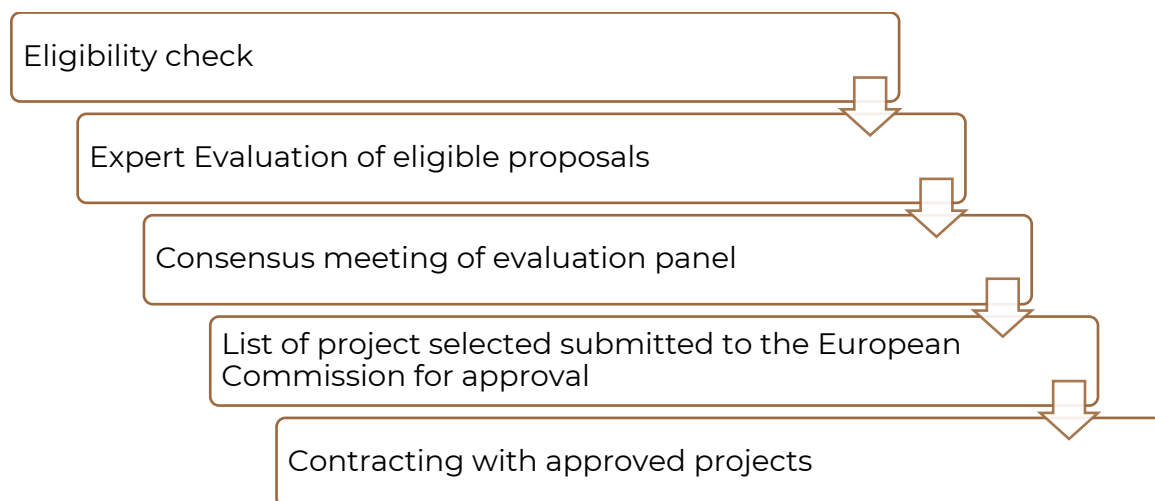 Eligibility check
Expert Evaluation of eligible proposals
Consensus meeting of evaluation panel
List of project selected submitted to the European
Commission for approval
Contracting with approved projects